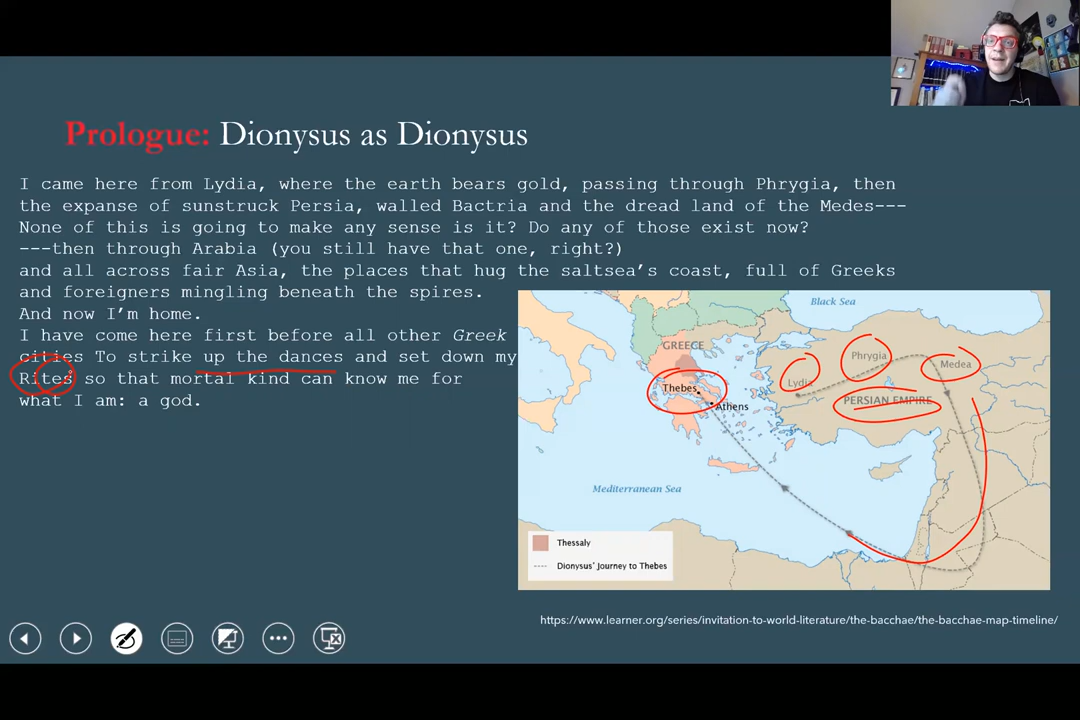 Prologue: Dionysus as Dionysus
I came here from Lydia, where the earth bears gold, passing through Phrygia, then
the expanse of sunstruck Persia, walled Bactria and the dread land of the Medes---
None of this is going to make any sense is it? Do any of those exist now?
---then through Arabia (you still have that one, right?)
and all across fair Asia, the places that hug the saltsea's coast, full of Greeks
and foreigners mingling beneath the spires.
And now I'm home.
I have come here first before all other Greek
cities To strike up the dances and set down my
Rites so that mortal kind can know me for
what I am: a god.
Black Sea
GREECE
Phrygia
Medea
Lydia
Thebes
PERSIAN EMPIRE
Athens
Mediterranean Sea
Thessaly
Dionysus' Journey to Thebes
https://www.learner.org/series/invitation-to-world-literature/the-bacchae/the-bacchae-map-timeline/